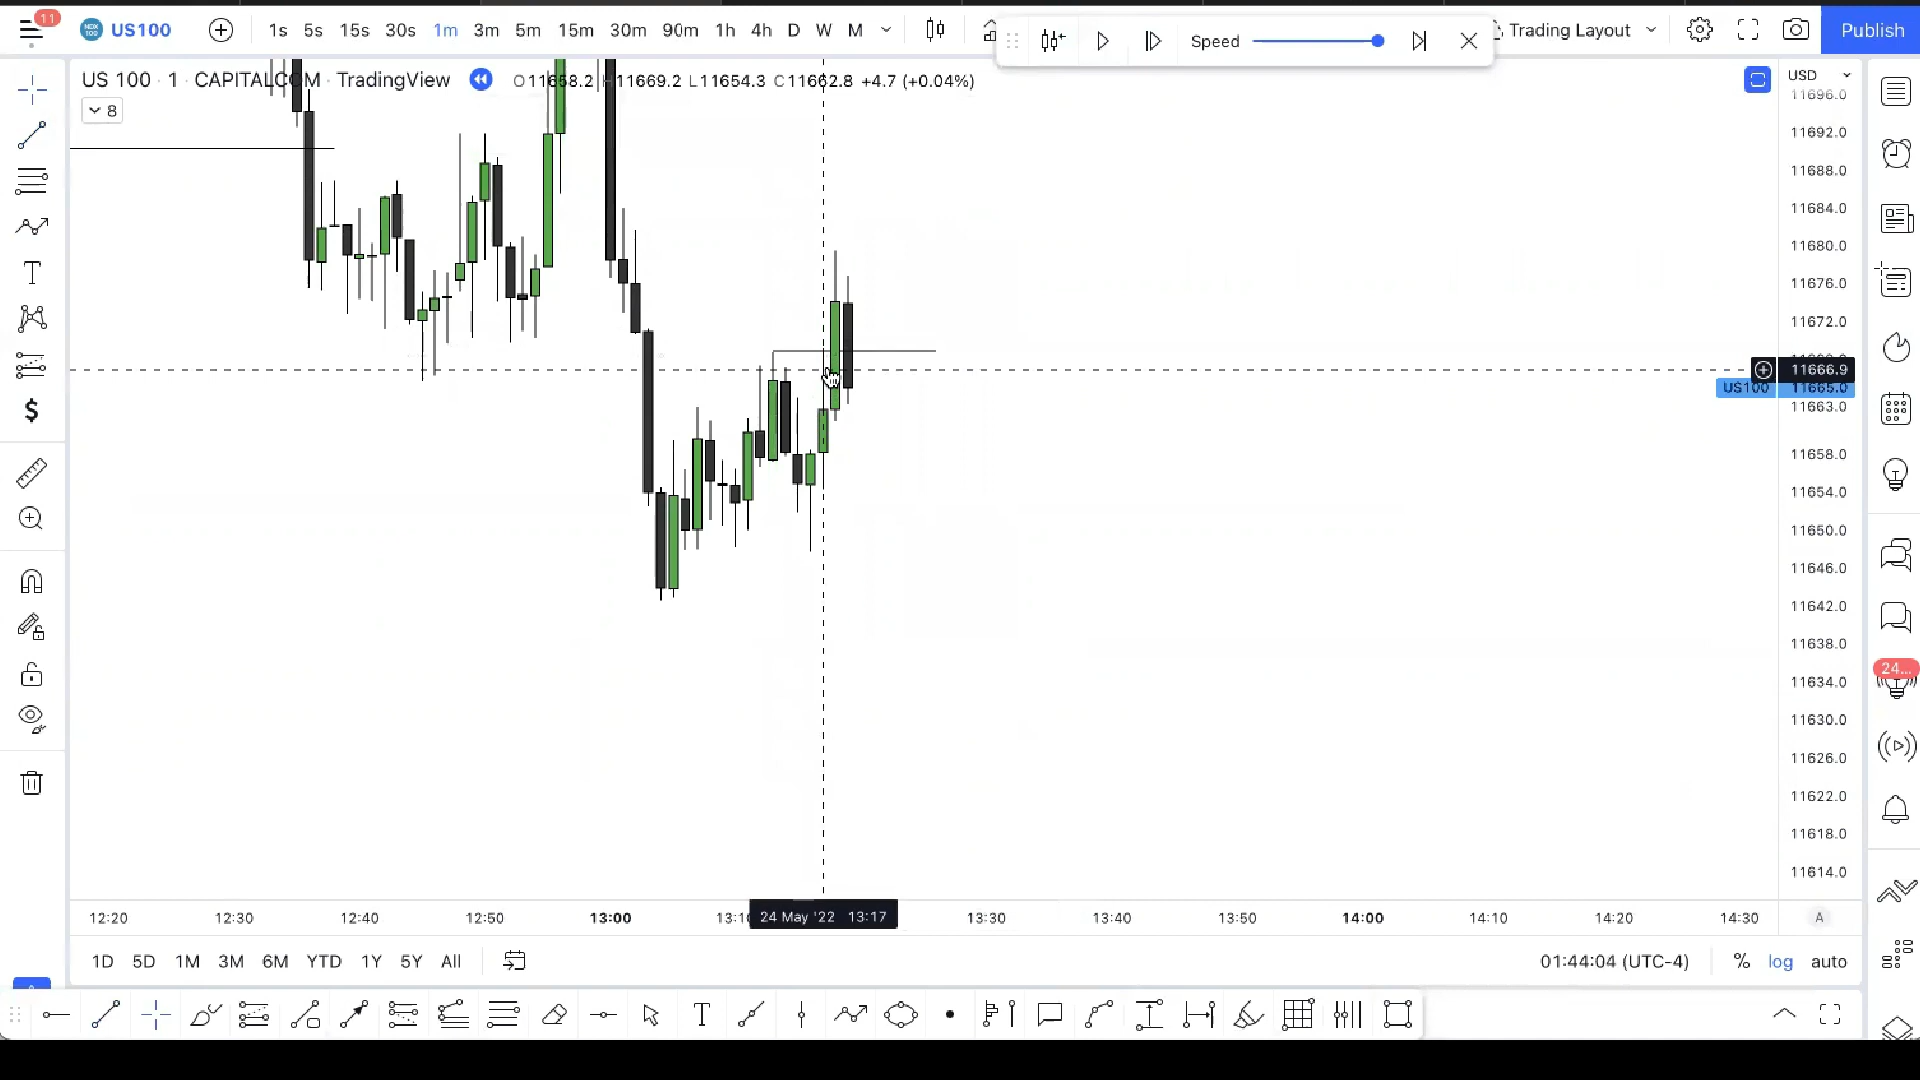 11
US100
1s 5s 15s 30s 1m 3m 5m 15m 30m 90m 1h 4h D W M
Speed
Trading Layout
Publish
US 100 · 1 · CAPITALCOM · TradingView
O11658.2 H11669.2 L11654.3 C11662.8 +4.7 (+0.04%)
8
USD
11696.0
11692.0
11688.0
11684.0
11680.0
11676.0
11672.0
11666.9
US100 11665.0
11663.0
11658.0
11654.0
11650.0
11646.0
11642.0
11638.0
11634.0
24...
11630.0
11626.0
11622.0
11618.0
11614.0
12:20 12:30 12:40 12:50 13:00 13:10 24 May '22 13:17 13:30 13:40 13:50 14:00 14:10 14:20 14:30 A
1D 5D 1M 3M 6M YTD 1Y 5Y All
01:44:04 (UTC-4) % log auto